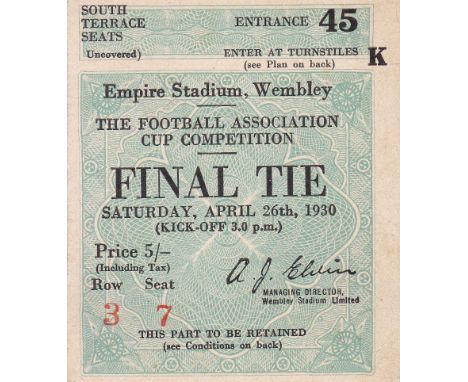 SOUTH TERRACE SEATS
(Uncovered)
ENTRANCE 45
ENTER AT TURNSTILES K
(see Plan on back)
Empire Stadium, Wembley
THE FOOTBALL ASSOCIATION
CUP COMPETITION
FINAL TIE
SATURDAY, APRIL 26th, 1930
(KICK-OFF 3.0 p.m.)
Price 5/–
(Including Tax)
Row Seat
3 7
A. J. Elvin
MANAGING DIRECTOR,
Wembley Stadium Limited
THIS PART TO BE RETAINED
(see Conditions on back)